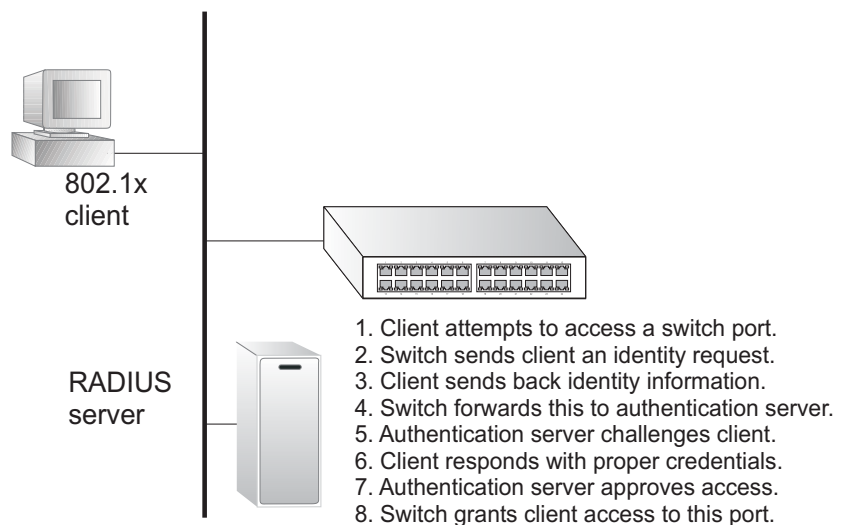 802.1x
client
RADIUS
server
1. Client attempts to access a switch port.
2. Switch sends client an identity request.
3. Client sends back identity information.
4. Switch forwards this to authentication server.
5. Authentication server challenges client.
6. Client responds with proper credentials.
7. Authentication server approves access.
8. Switch grants client access to this port.